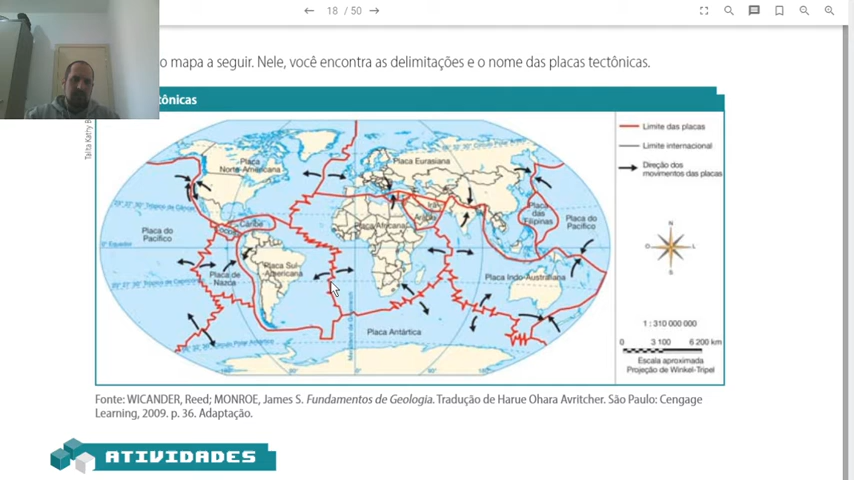 18 / 50
o mapa a seguir. Nele, você encontra as delimitações e o nome das placas tectônicas.
tônicas
Placa Norte-Americana
Placa Eurasiana
Placa do Pacífico
Caribe
Cocos
Placa Africana
Irã
Arábia
Placa das Filipinas
Placa do Pacífico
0° Equador
Placa de Nazca
Placa Sul-Americana
Placa Indo-Australiana
Placa Antártica
Limite das placas
Limite internacional
Direção dos
movimentos das placas
N
O
L
S
1 : 310 000 000
0 3 100 6 200 km
Escala aproximada
Projeção de Winkel-Tripel
Fonte: WICANDER, Reed; MONROE, James S. Fundamentos de Geologia. Tradução de Harue Ohara Avritcher. São Paulo: Cengage
Learning, 2009. p. 36. Adaptação.
ATIVIDADES